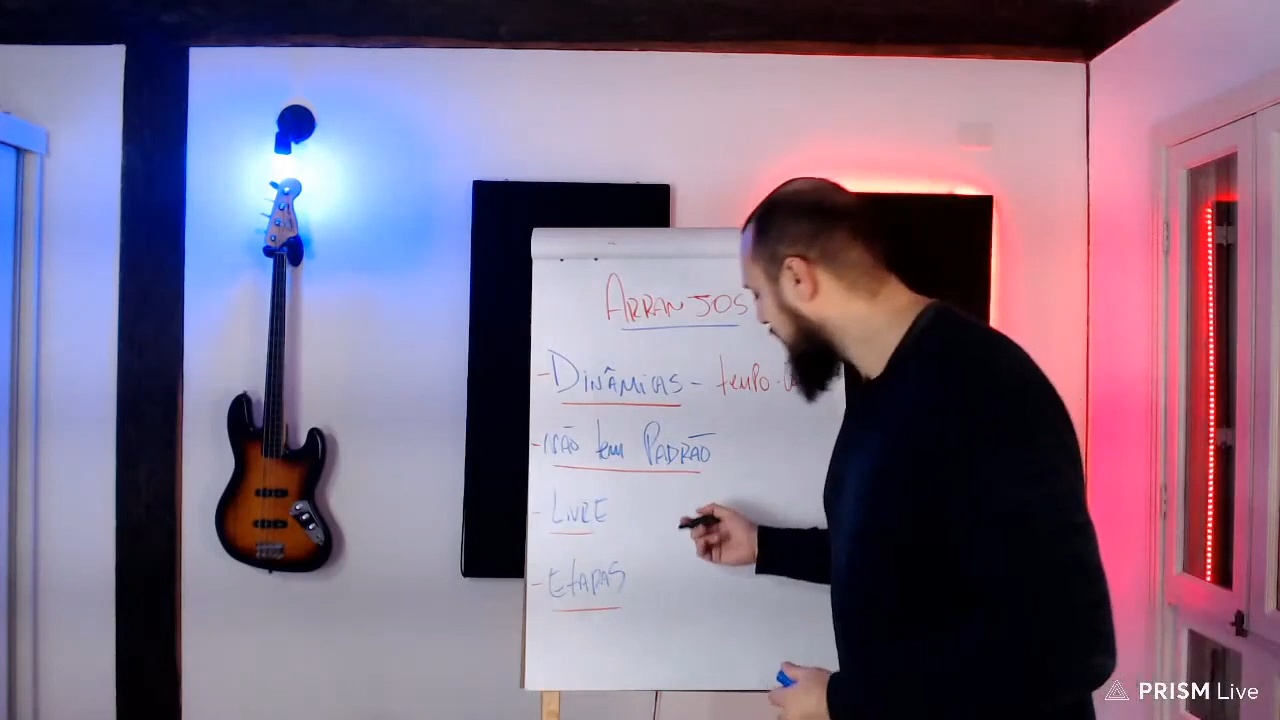 ARRANJOS
- DINÂMICAS - tempo -
- NÃO tem PADRÃO
- LIVRE
- EtAPAS
PRISM Live